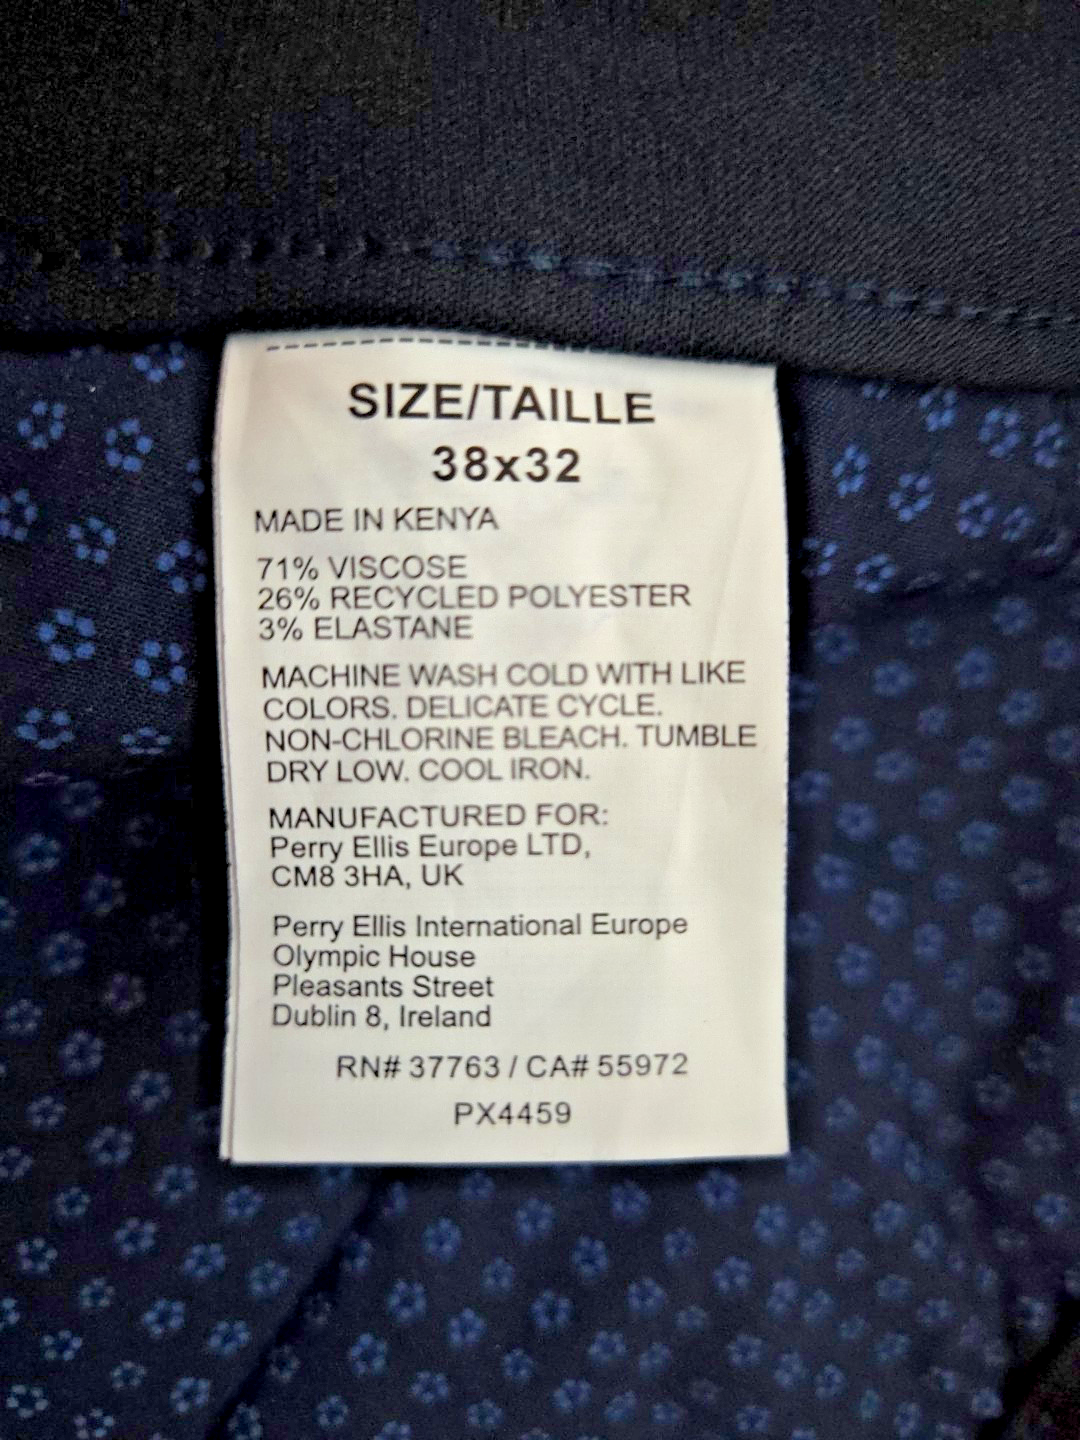 SIZE/TAILLE
38x32
MADE IN KENYA
71% VISCOSE
26% RECYCLED POLYESTER
3% ELASTANE
MACHINE WASH COLD WITH LIKE
COLORS. DELICATE CYCLE.
NON-CHLORINE BLEACH. TUMBLE
DRY LOW. COOL IRON.
MANUFACTURED FOR:
Perry Ellis Europe LTD,
CM8 3HA, UK
Perry Ellis International Europe
Olympic House
Pleasants Street
Dublin 8, Ireland
RN# 37763 / CA# 55972
PX4459